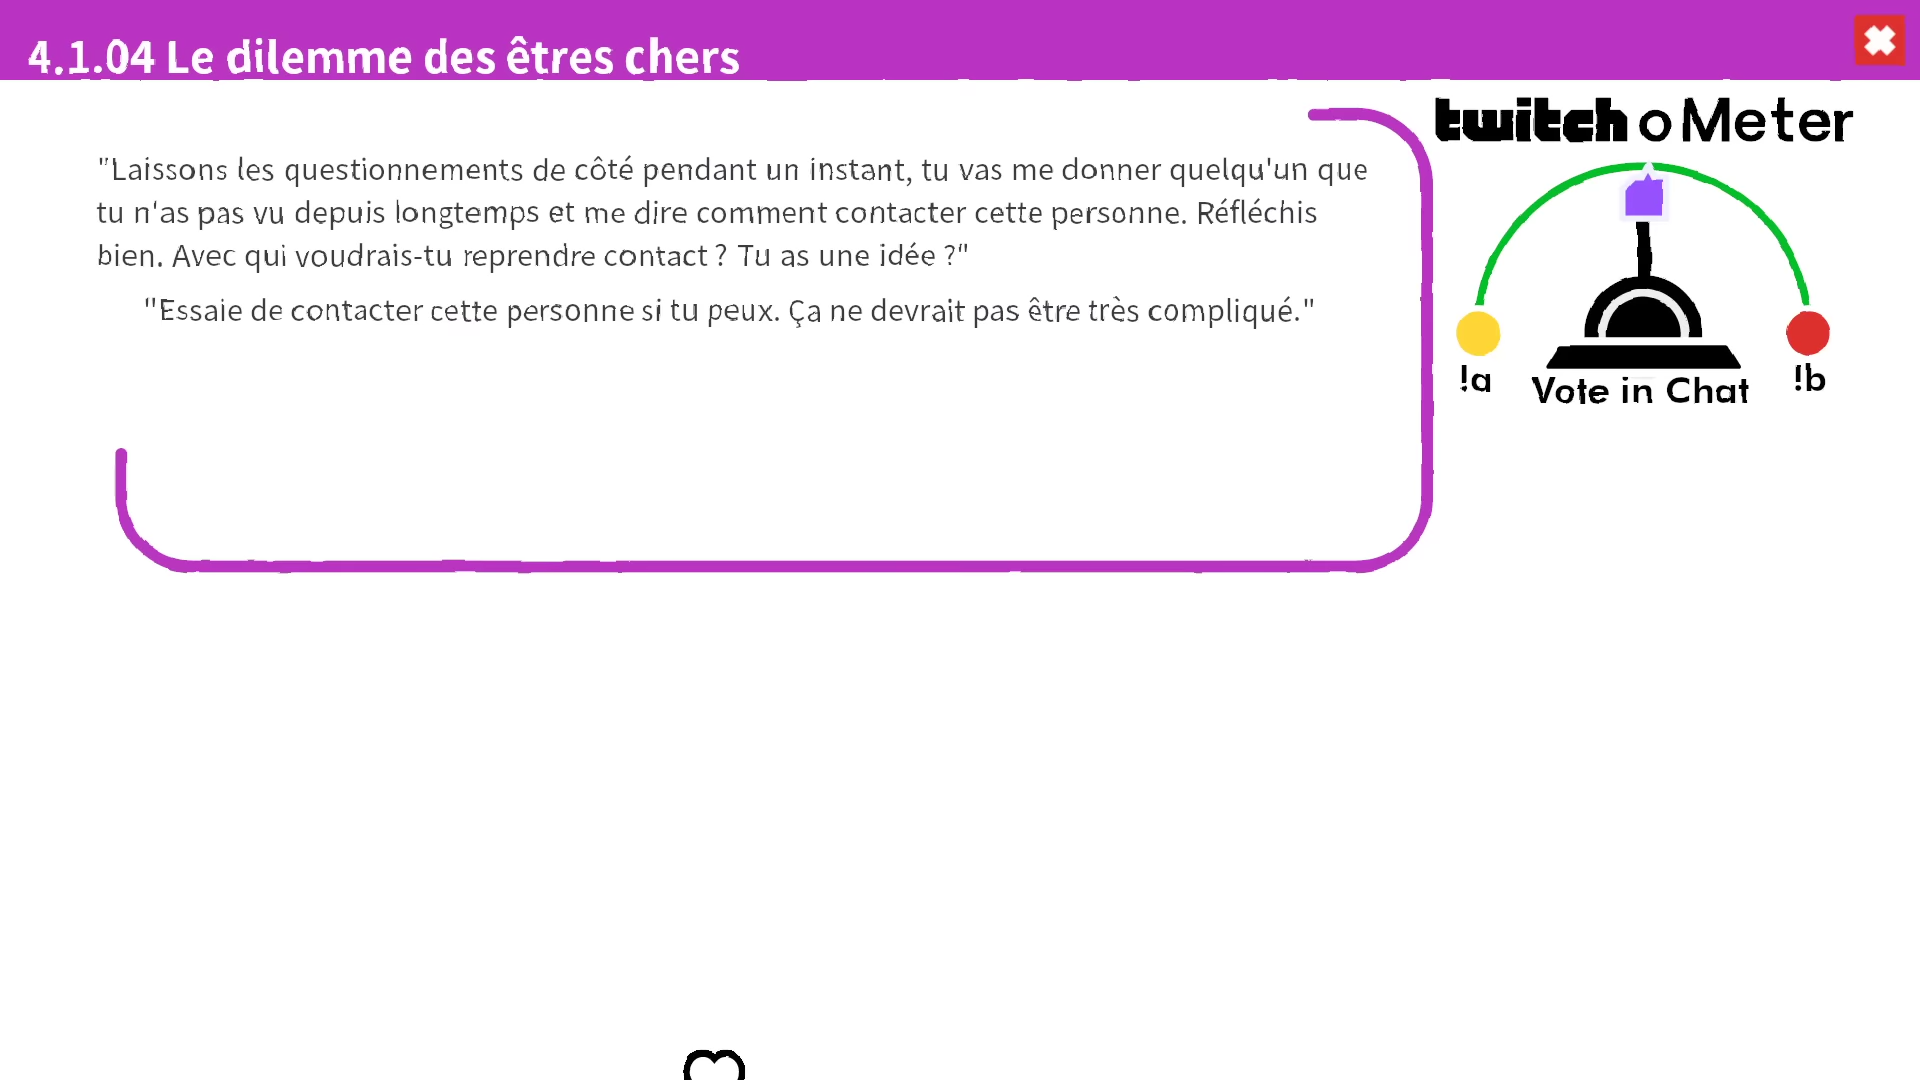 4.1.04 Le dilemme des êtres chers
twitch o Meter
"Laissons les questionnements de côté pendant un instant, tu vas me donner quelqu'un que
tu n'as pas vu depuis longtemps et me dire comment contacter cette personne. Réfléchis
bien. Avec qui voudrais-tu reprendre contact ? Tu as une idée ?"
"Essaie de contacter cette personne si tu peux. Ça ne devrait pas être très compliqué."
!a
Vote in Chat
!b